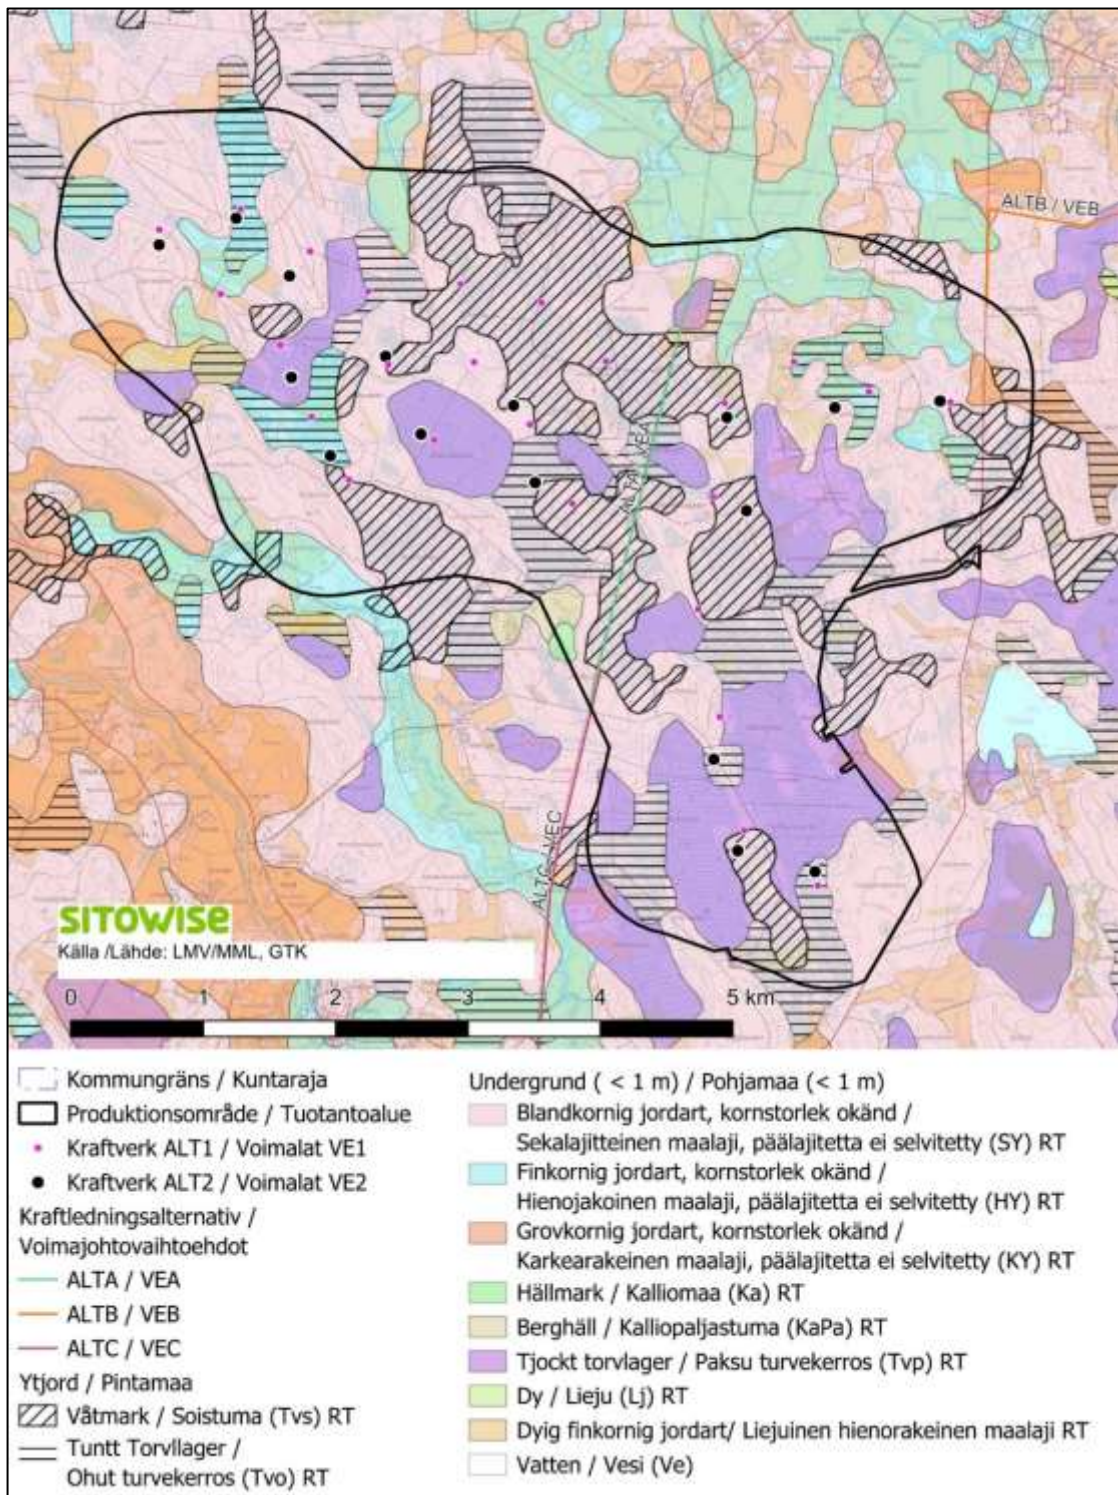 ALTB / VEB
ALTA / VEA
ALTC / VEC
SITOWISE
Källa /Lähde: LMV/MML, GTK
0 1 2 3 4 5 km
Kommungräns / Kuntaraja
Produktionsområde / Tuotantoalue
Kraftverk ALT1 / Voimalat VE1
Kraftverk ALT2 / Voimalat VE2
Kraftledningsalternativ /
Voimajohtovaihtoehdot
ALTA / VEA
ALTB / VEB
ALTC / VEC
Ytjord / Pintamaa
Våtmark / Soistuma (Tvs) RT
Tuntt Torvllager /
Ohut turvekerros (Tvo) RT
Undergrund ( < 1 m) / Pohjamaa (< 1 m)
Blandkornig jordart, kornstorlek okänd /
Sekalajitteinen maalaji, päälajitetta ei selvitetty (SY) RT
Finkornig jordart, kornstorlek okänd /
Hienojakoinen maalaji, päälajitetta ei selvitetty (HY) RT
Grovkornig jordart, kornstorlek okänd /
Karkearakeinen maalaji, päälajitetta ei selvitetty (KY) RT
Hällmark / Kalliomaa (Ka) RT
Berghäll / Kalliopaljastuma (KaPa) RT
Tjockt torvlager / Paksu turvekerros (Tvp) RT
Dy / Lieju (Lj) RT
Dyig finkornig jordart/ Liejuinen hienorakeinen maalaji RT
Vatten / Vesi (Ve)